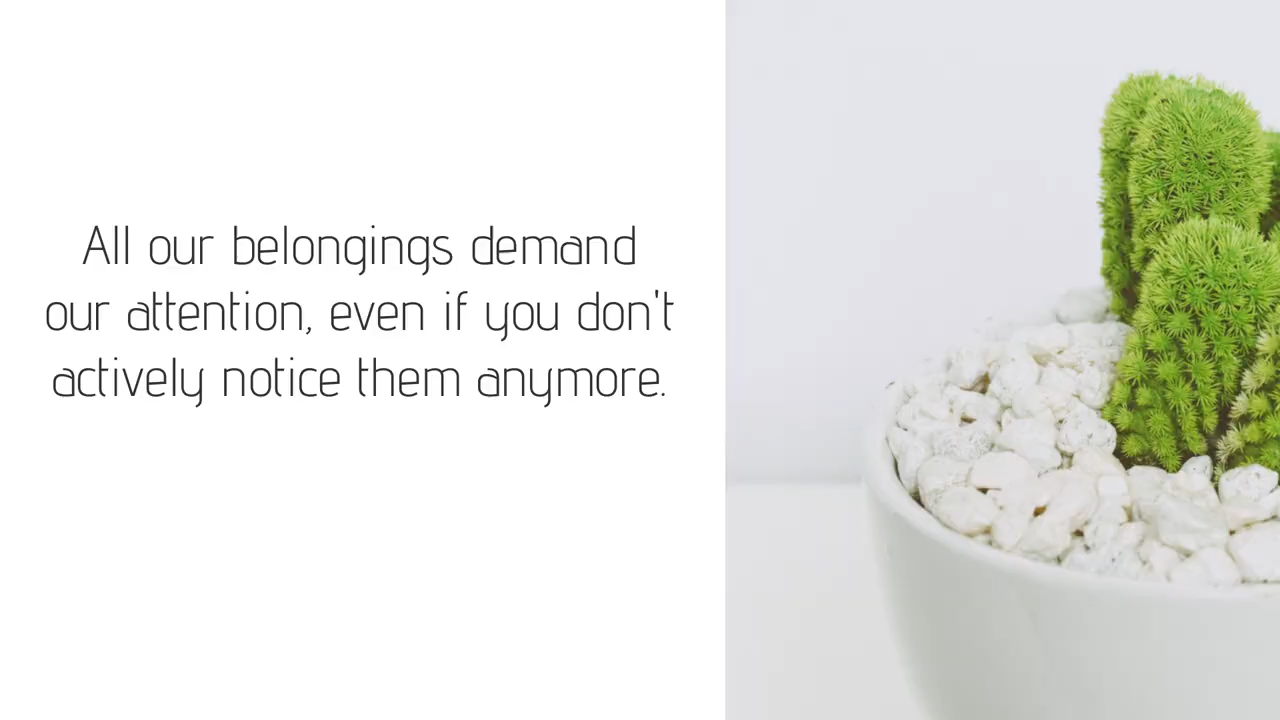 All our belongings demand
our attention, even if you don't
actively notice them anymore.